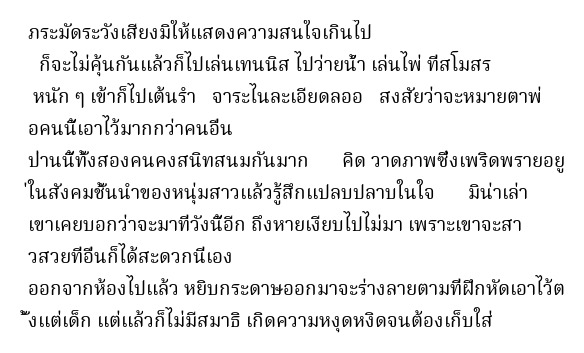 ภระมัดระวังเสียงมิให้แสดงความสนใจเกินไป
ก็จะไม่คุ้นกันแล้วก็ไปเล่นเทนนิส ไปว่ายน้ำ เล่นไพ่ ที่สโมสร
หนัก ๆ เข้าก็ไปเต้นรำ จาระไนละเอียดลออ สงสัยว่าจะหมายตาพ่
อคนนี้เอาไว้มากกว่าคนอื่น
ปานนี้ทั้งสองคนคงสนิทสนมกันมาก คิด วาดภาพซึ่งเพริดพรายอยู
่ในสังคมชั้นนำของหนุ่มสาวแล้วรู้สึกแปลบปลาบในใจ มิน่าเล่า
เขาเคยบอกว่าจะมาที่วังนี้อีก ถึงหายเงียบไปไม่มา เพราะเขาจะสา
วสวยที่อื่นก็ได้สะดวกนี่เอง
ออกจากห้องไปแล้ว หยิบกระดาษออกมาจะร่างลายตามที่ฝึกหัดเอาไว้ต
ั้งแต่เด็ก แต่แล้วก็ไม่มีสมาธิ เกิดความหงุดหงิดจนต้องเก็บใส่